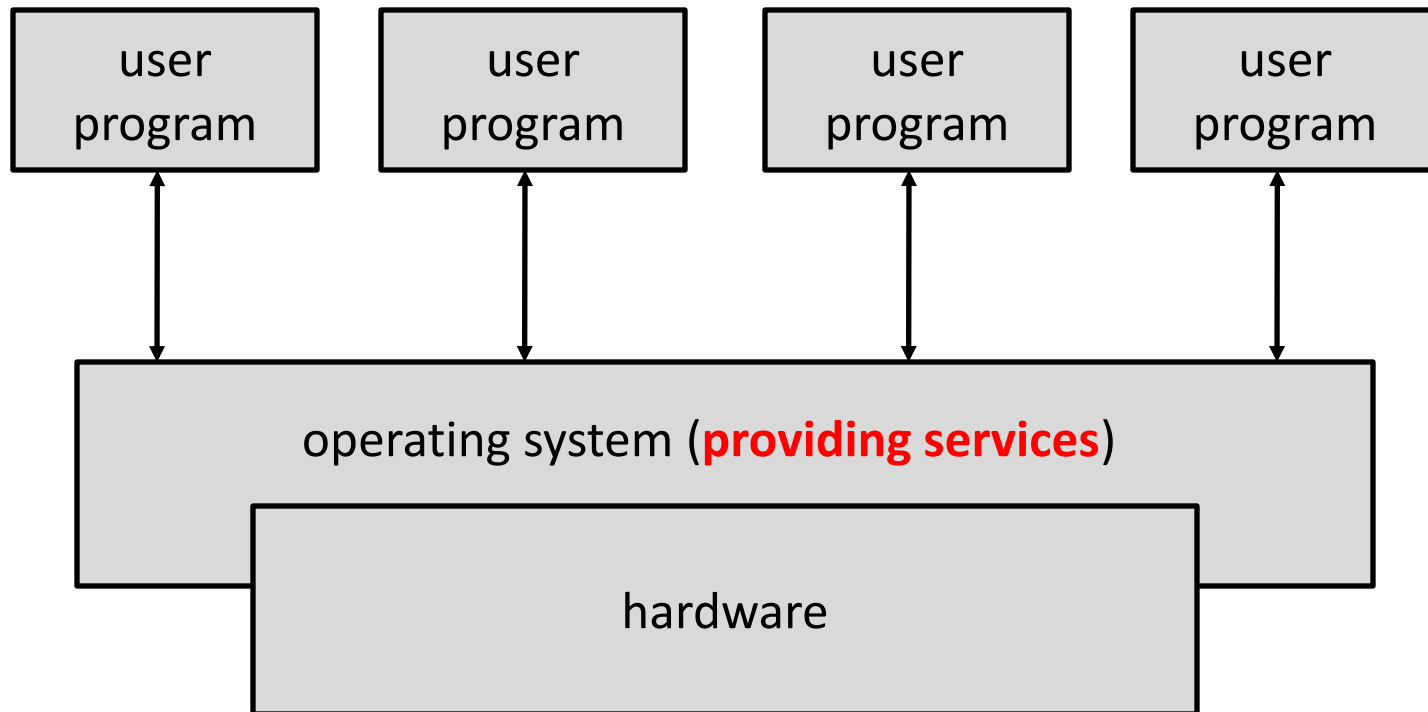 user
program
user
program
user
program
user
program
operating system (providing services)
hardware